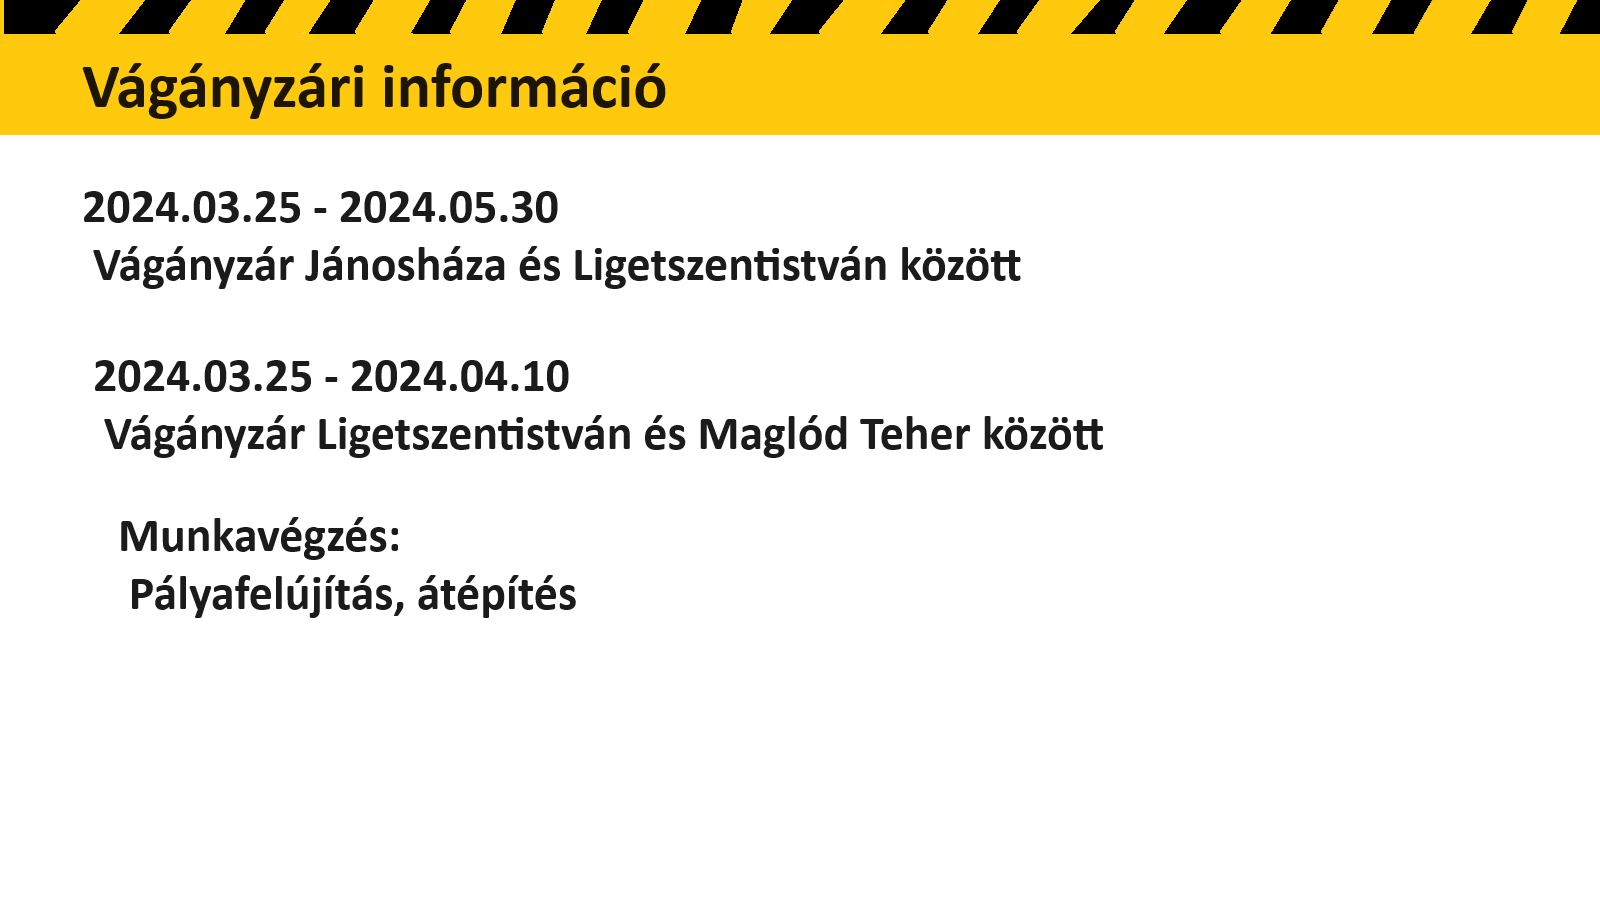 Vágányzári információ
2024.03.25 - 2024.05.30
Vágányzár Jánosháza és Ligetszentistván között
2024.03.25 - 2024.04.10
Vágányzár Ligetszentistván és Maglód Teher között
Munkavégzés:
Pályafelújítás, átépítés